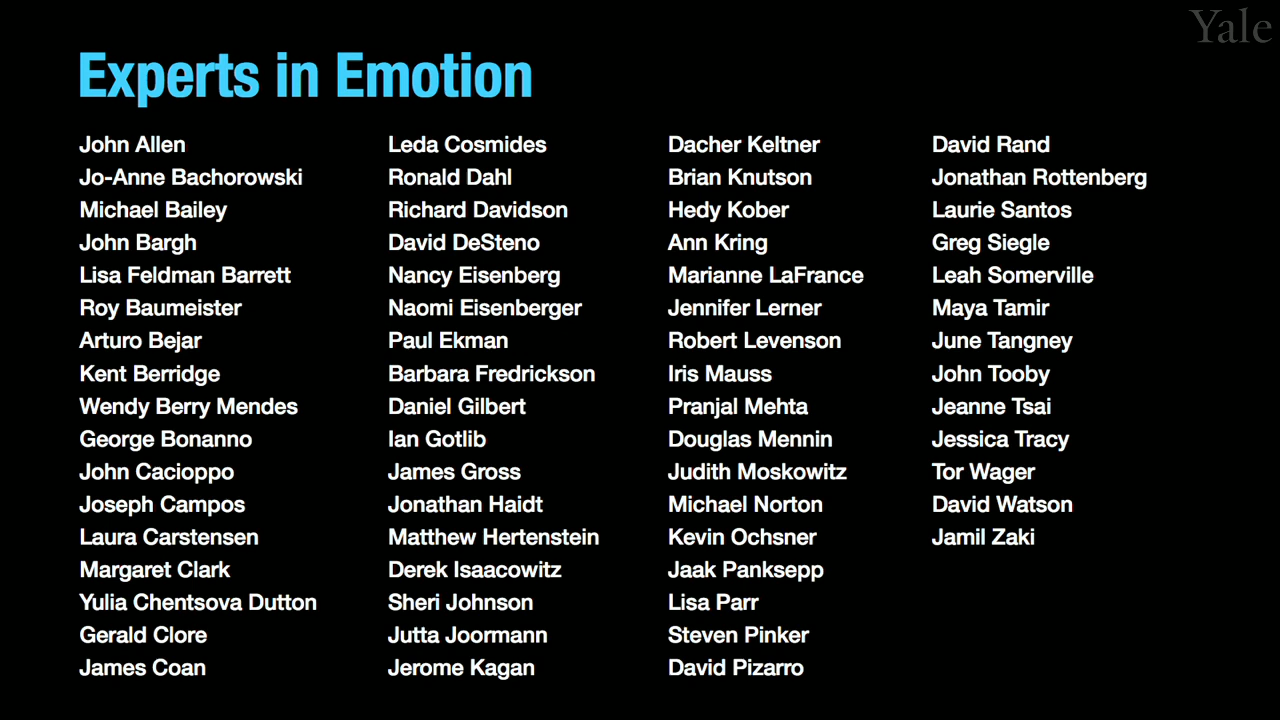 Yale
Experts in Emotion
John Allen
Jo-Anne Bachorowski
Michael Bailey
John Bargh
Lisa Feldman Barrett
Roy Baumeister
Arturo Bejar
Kent Berridge
Wendy Berry Mendes
George Bonanno
John Cacioppo
Joseph Campos
Laura Carstensen
Margaret Clark
Yulia Chentsova Dutton
Gerald Clore
James Coan
Leda Cosmides
Ronald Dahl
Richard Davidson
David DeSteno
Nancy Eisenberg
Naomi Eisenberger
Paul Ekman
Barbara Fredrickson
Daniel Gilbert
Ian Gotlib
James Gross
Jonathan Haidt
Matthew Hertenstein
Derek Isaacowitz
Sheri Johnson
Jutta Joormann
Jerome Kagan
Dacher Keltner
Brian Knutson
Hedy Kober
Ann Kring
Marianne LaFrance
Jennifer Lerner
Robert Levenson
Iris Mauss
Pranjal Mehta
Douglas Mennin
Judith Moskowitz
Michael Norton
Kevin Ochsner
Jaak Panksepp
Lisa Parr
Steven Pinker
David Pizarro
David Rand
Jonathan Rottenberg
Laurie Santos
Greg Siegle
Leah Somerville
Maya Tamir
June Tangney
John Tooby
Jeanne Tsai
Jessica Tracy
Tor Wager
David Watson
Jamil Zaki